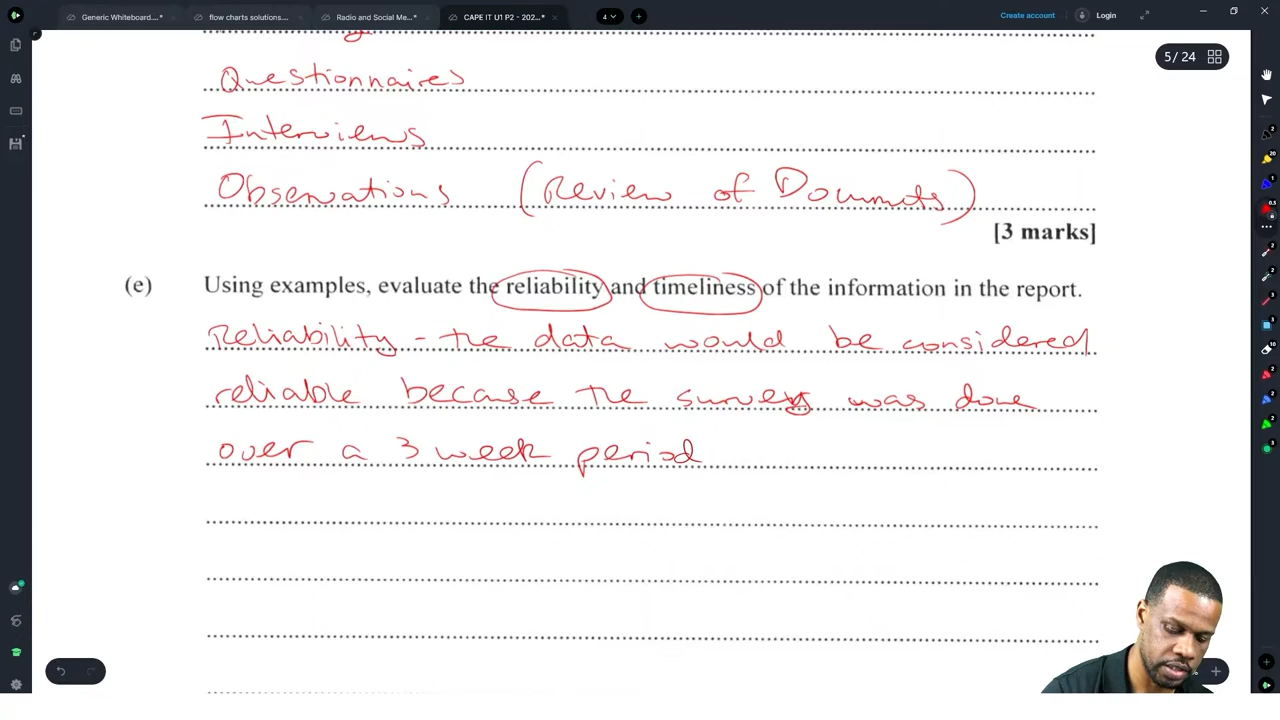 Generic Whiteboard....* flow charts solutions.... Radio and Social Me...* CAPE IT U1 P2 - 202...* 4 Create account Login
5 / 24
Questionnaires
Interviews
Observations (Review of Documents)
[3 marks]
(e) Using examples, evaluate the reliability and timeliness of the information in the report.
Reliability - the data would be considered
reliable because the survey was done
over a 3 week period